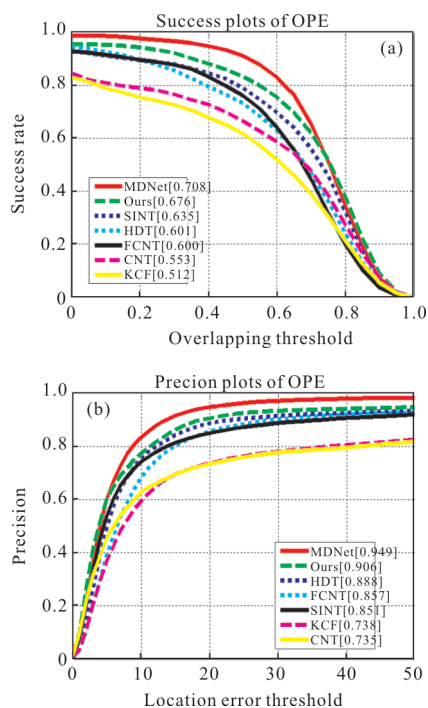 Success plots of OPE
1.0
(a)
0.8
0.6
0.4
0.2
0
Success rate
MDNet[0.708]
Ours[0.676]
SINT[0.635]
HDT[0.601]
FCNT[0.600]
CNT[0.553]
KCF[0.512]
0 0.2 0.4 0.6 0.8 1.0
Overlapping threshold
Precion plots of OPE
1.0
(b)
0.8
0.6
0.4
0.2
0
Precision
MDNet[0.949]
Ours[0.906]
HDT[0.888]
FCNT[0.857]
SINT[0.851]
KCF[0.738]
CNT[0.735]
0 10 20 30 40 50
Location error threshold